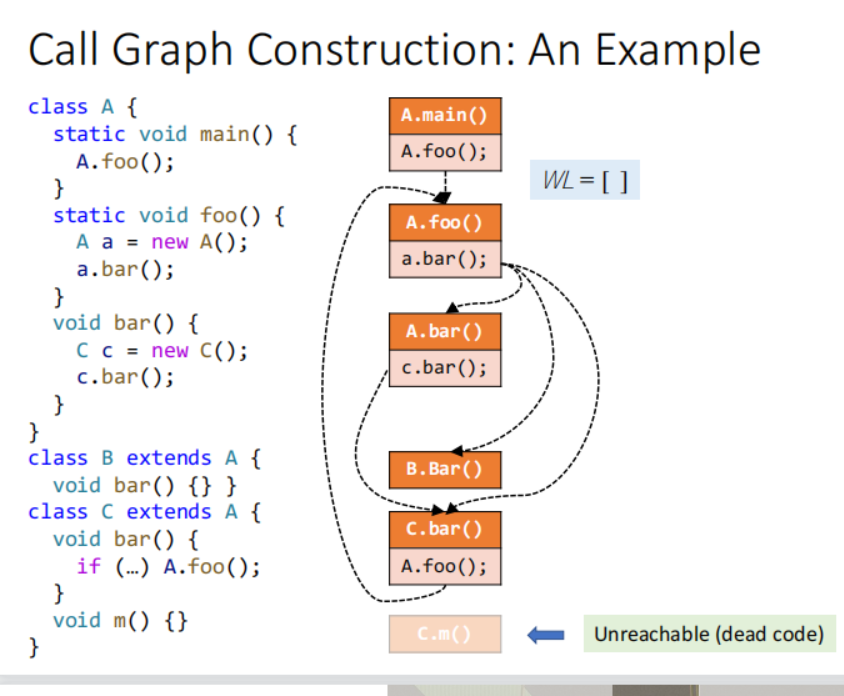 Call Graph Construction: An Example
class A {
static void main() {
A.foo();
}
static void foo() {
A a = new A();
a.bar();
}
void bar() {
C c = new C();
c.bar();
}
}
class B extends A {
void bar() {} }
class C extends A {
void bar() {
if (…) A.foo();
}
void m() {}
}
A.main()
A.foo();
WL = [ ]
A.foo()
a.bar();
A.bar()
c.bar();
B.Bar()
C.bar()
A.foo();
C.m()
Unreachable (dead code)